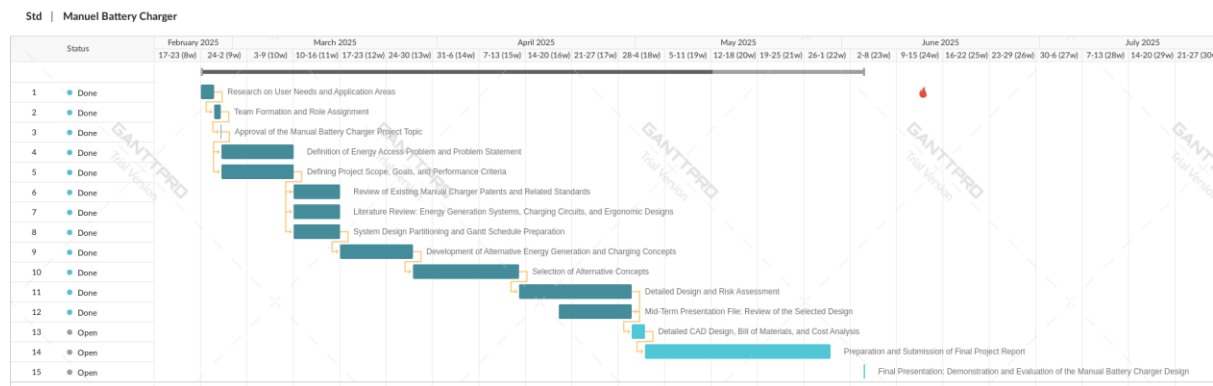 Std | Manual Battery Charger
Status
February 2025 March 2025 April 2025 May 2025 June 2025 July 2025
17-23 (8w) 24-2 (9w) 3-9 (10w) 10-16 (11w) 17-23 (12w) 24-30 (13w) 31-6 (14w) 7-13 (15w) 14-20 (16w) 21-27 (17w) 28-4 (18w) 5-11 (19w) 12-18 (20w) 19-25 (21w) 26-1 (22w) 2-8 (23w) 9-15 (24w) 16-22 (25w) 23-29 (26w) 30-6 (27w) 7-13 (28w) 14-20 (29w) 21-27 (30
1 Done Research on User Needs and Application Areas
2 Done Team Formation and Role Assignment
3 Done Approval of the Manual Battery Charger Project Topic
4 Done Definition of Energy Access Problem and Problem Statement
5 Done Defining Project Scope, Goals, and Performance Criteria
6 Done Review of Existing Manual Charger Patents and Related Standards
7 Done Literature Review: Energy Generation Systems, Charging Circuits, and Ergonomic Designs
8 Done System Design Partitioning and Gantt Schedule Preparation
9 Done Development of Alternative Energy Generation and Charging Concepts
10 Done Selection of Alternative Concepts
11 Done Detailed Design and Risk Assessment
12 Done Mid-Term Presentation File: Review of the Selected Design
13 Open Detailed CAD Design, Bill of Materials, and Cost Analysis
14 Open Preparation and Submission of Final Project Report
15 Open Final Presentation: Demonstration and Evaluation of the Manual Battery Charger Design
GANTTPRO
Trial Version
GANTTPRO
Trial Version
GANTTPRO
Trial Version
GANTTPRO
Trial Version